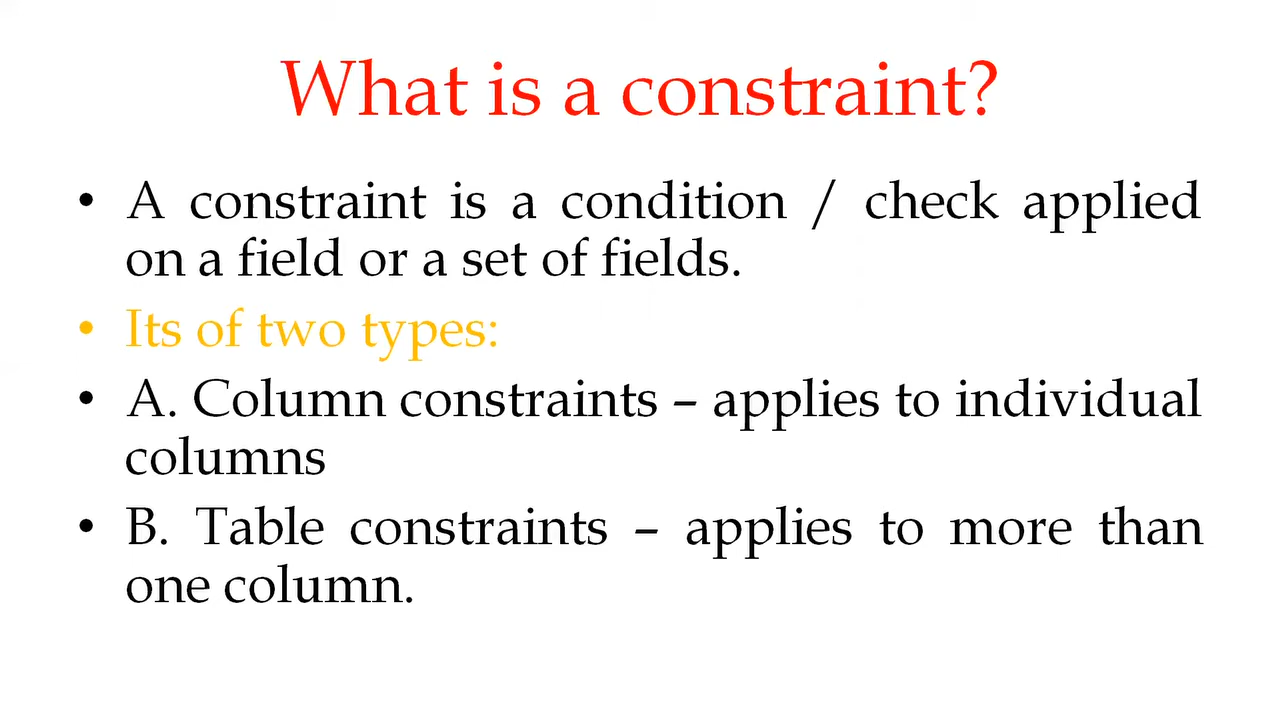 What is a constraint?
• A constraint is a condition / check applied
on a field or a set of fields.
• Its of two types:
• A. Column constraints – applies to individual
columns
• B. Table constraints – applies to more than
one column.